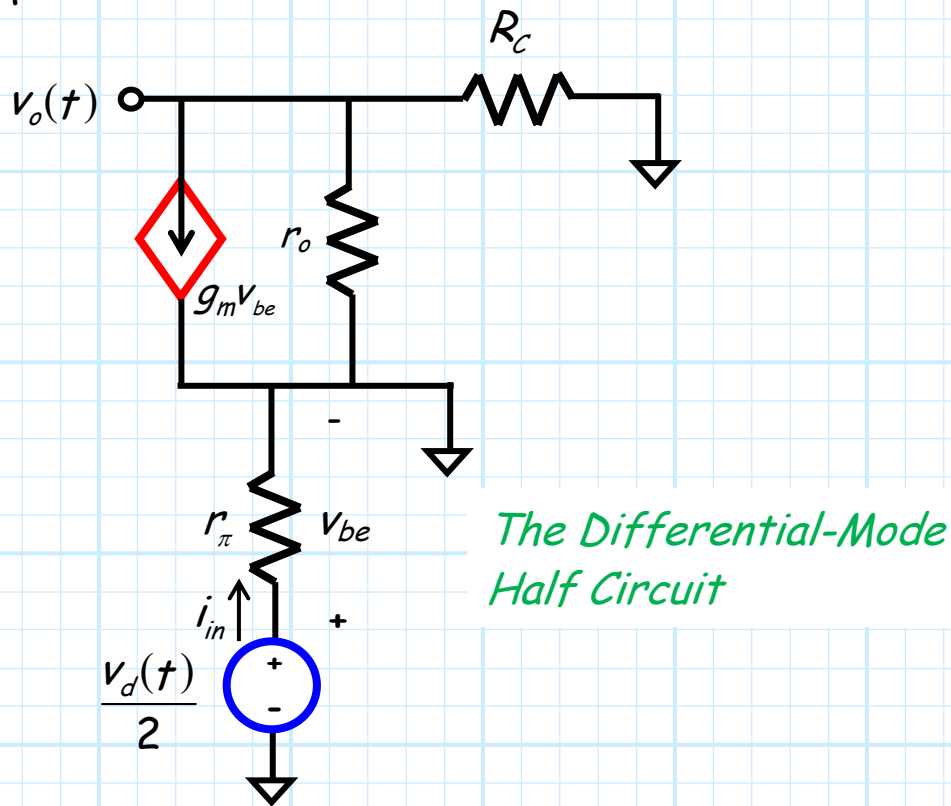 R_C
v_o(t)
r_o
g_m v_be
-
r_π
v_be
The Differential-Mode
Half Circuit
i_in
+
v_d(t)
2
+
-